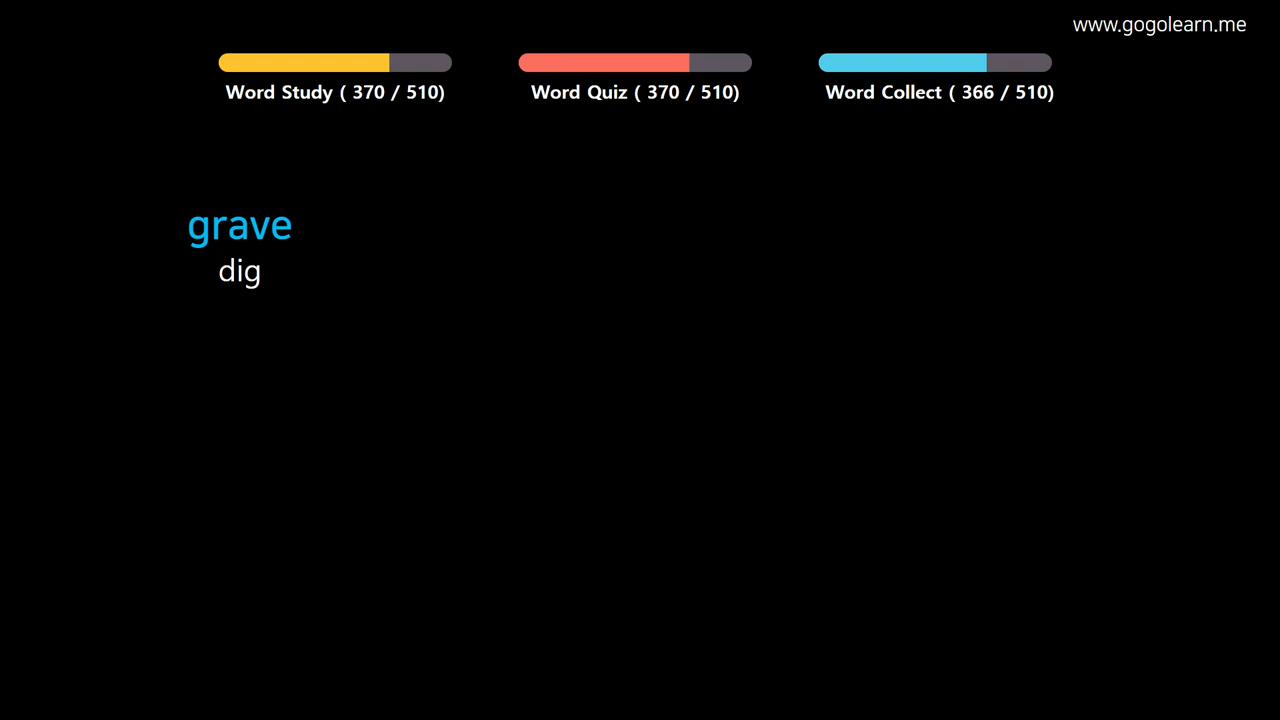 www.gogolearn.me
Word Study ( 370 / 510)
Word Quiz ( 370 / 510)
Word Collect ( 366 / 510)
grave
dig